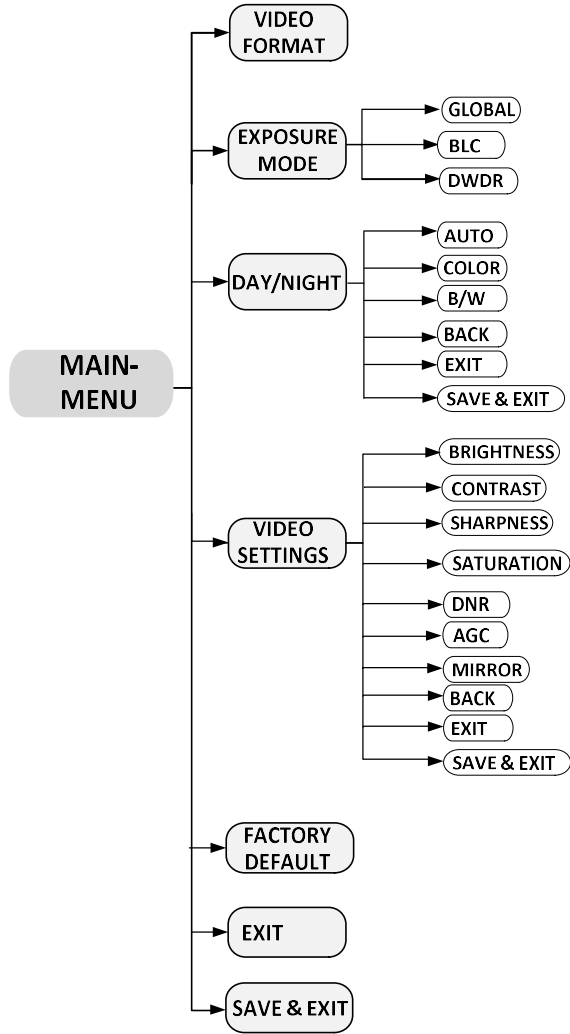 VIDEO
FORMAT
EXPOSURE
MODE
GLOBAL
BLC
DWDR
DAY/NIGHT
AUTO
COLOR
B/W
BACK
EXIT
SAVE & EXIT
MAIN-
MENU
VIDEO
SETTINGS
BRIGHTNESS
CONTRAST
SHARPNESS
SATURATION
DNR
AGC
MIRROR
BACK
EXIT
SAVE & EXIT
FACTORY
DEFAULT
EXIT
SAVE & EXIT